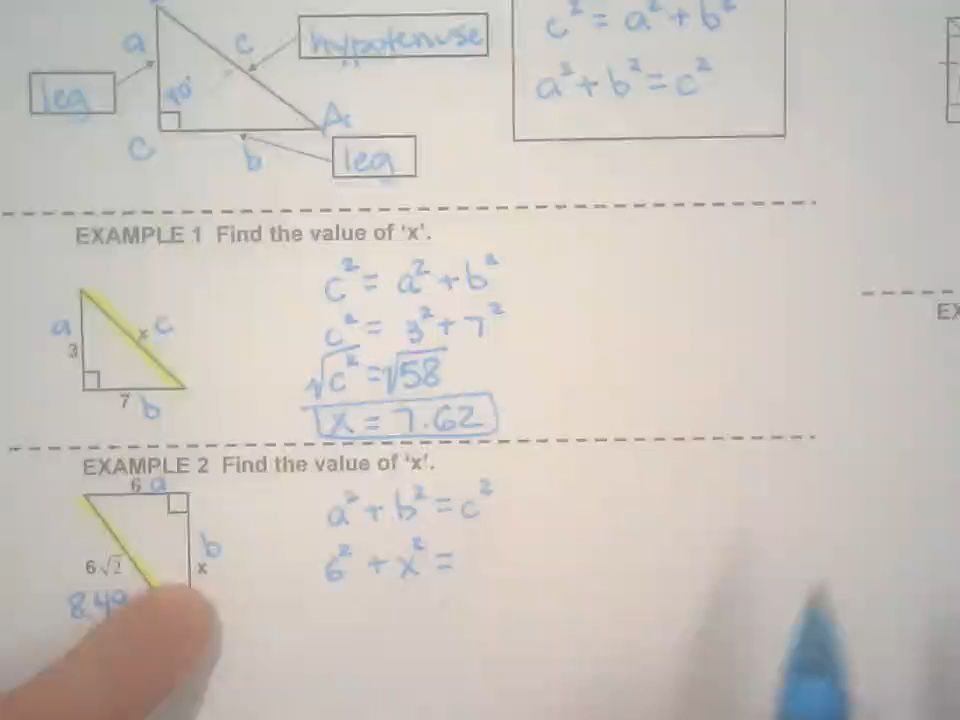 a
c
hypotenuse
leg
90°
C
b
leg
c² = a² + b²
a² + b² = c²
EXAMPLE 1 Find the value of 'x'.
a
3
x c
7 b
c² = a² + b²
c² = 3² + 7²
√c² = √58
x = 7.62
EXAMPLE 2 Find the value of 'x'.
6 a
b
6√2
x
8.49
a² + b² = c²
6² + x² =
EX